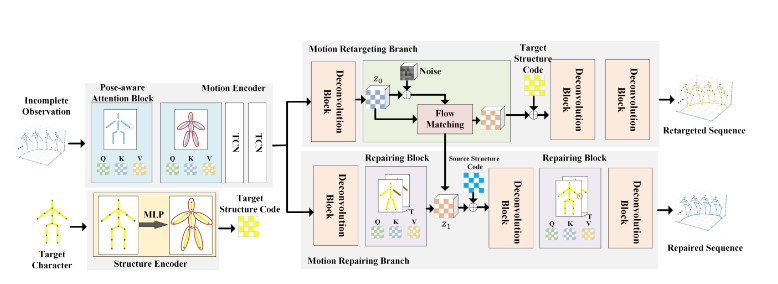 Motion Retargeting Branch
Target
Structure
Code
Pose-aware
Attention Block
Motion Encoder
Incomplete
Observation
Q K V
Q K V
TCN
TCN
Deconvolution
Block
z0
Noise
Flow
Matching
Deconvolution
Block
Deconvolution
Block
Retargeted Sequence
Target
Character
MLP
Structure Encoder
Target
Structure Code
Deconvolution
Block
Repairing Block
T
Q K V
z1
Source Structure
Code
Deconvolution
Block
Repairing Block
T
Q K V
Deconvolution
Block
Repaired Sequence
Motion Repairing Branch